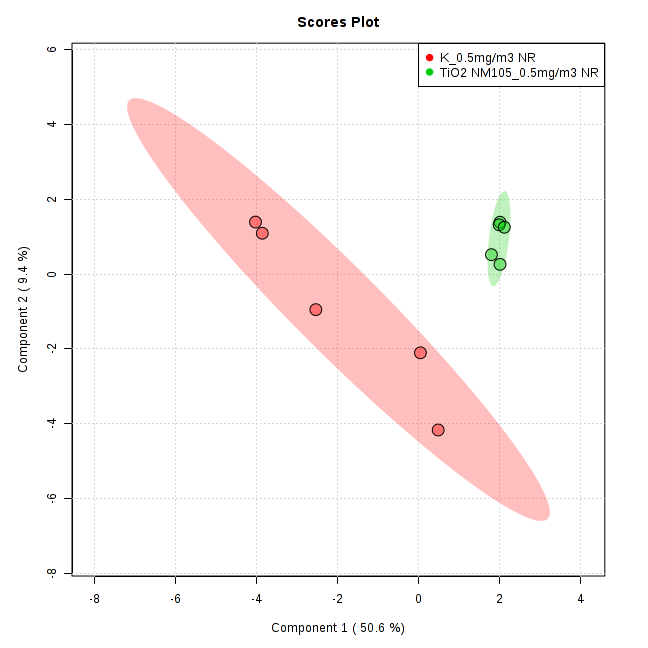 Scores Plot
K_0.5mg/m3 NR
TiO2 NM105_0.5mg/m3 NR
6
4
2
0
-2
-4
-6
-8
Component 2 ( 9.4 %)
-8 -6 -4 -2 0 2 4
Component 1 ( 50.6 %)